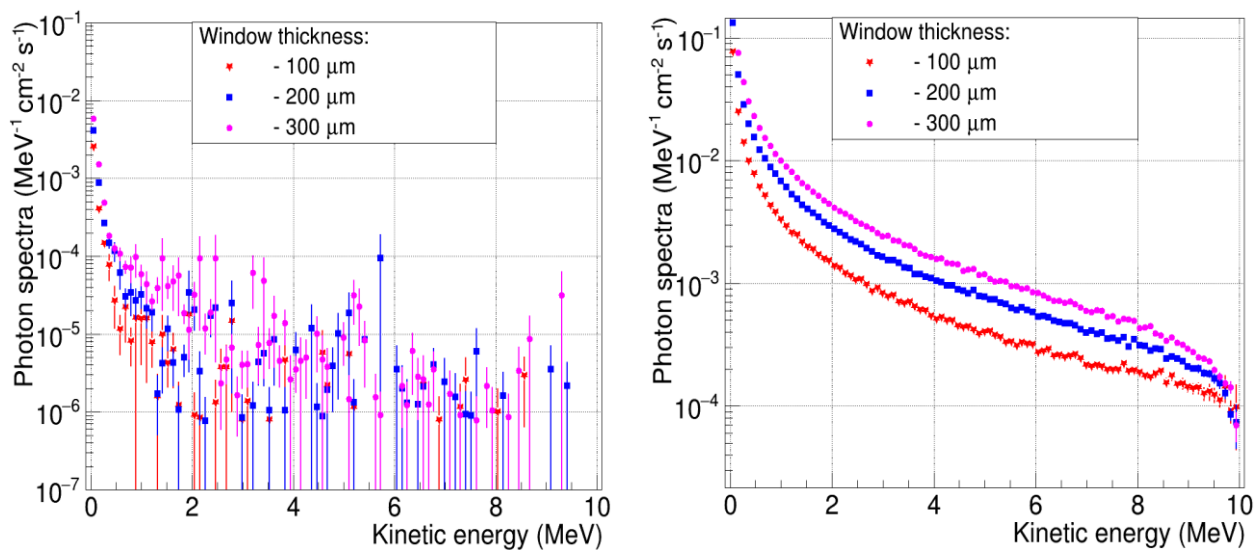 Photon spectra (MeV⁻¹ cm⁻² s⁻¹)
10⁻¹
10⁻²
10⁻³
10⁻⁴
10⁻⁵
10⁻⁶
10⁻⁷
Window thickness:
- 100 μm
- 200 μm
- 300 μm
0 2 4 6 8 10
Kinetic energy (MeV)
Photon spectra (MeV⁻¹ cm⁻² s⁻¹)
10⁻¹
10⁻²
10⁻³
10⁻⁴
Window thickness:
- 100 μm
- 200 μm
- 300 μm
0 2 4 6 8 10
Kinetic energy (MeV)